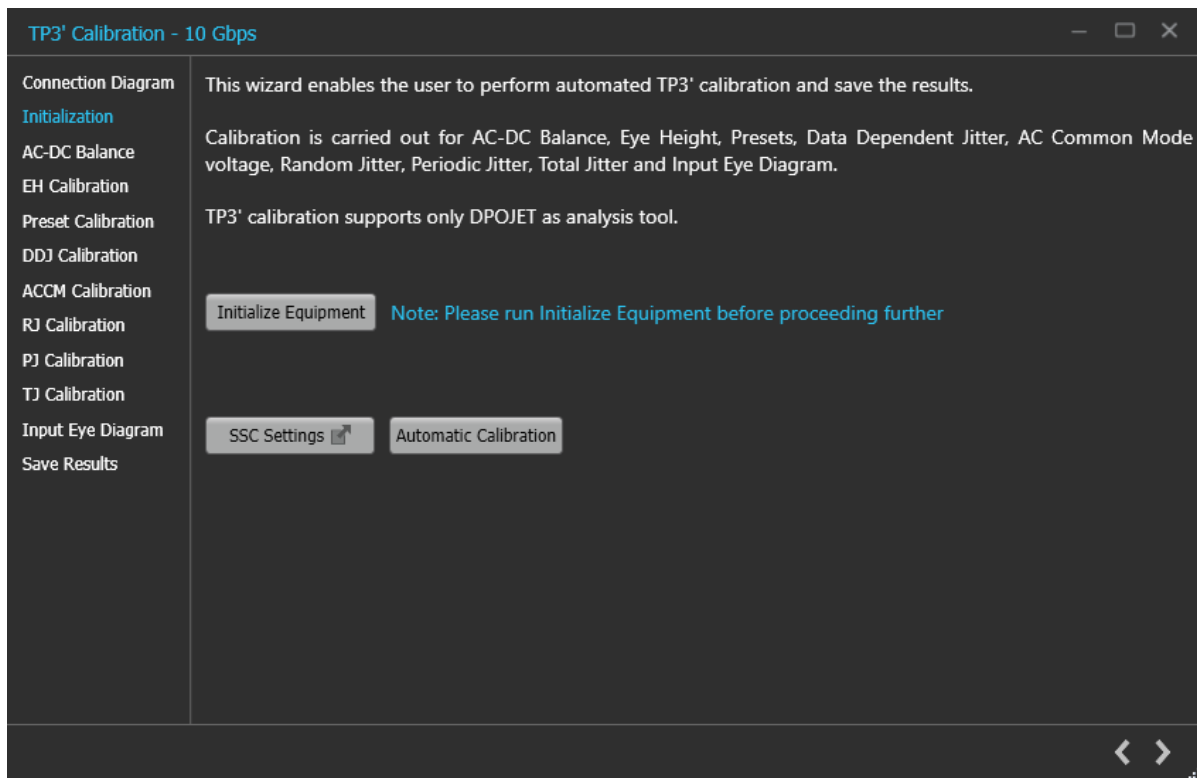 TP3' Calibration - 10 Gbps
Connection Diagram
Initialization
AC-DC Balance
EH Calibration
Preset Calibration
DDJ Calibration
ACCM Calibration
RJ Calibration
PJ Calibration
TJ Calibration
Input Eye Diagram
Save Results
This wizard enables the user to perform automated TP3' calibration and save the results.
Calibration is carried out for AC-DC Balance, Eye Height, Presets, Data Dependent Jitter, AC Common Mode
voltage, Random Jitter, Periodic Jitter, Total Jitter and Input Eye Diagram.
TP3' calibration supports only DPOJET as analysis tool.
Initialize Equipment
Note: Please run Initialize Equipment before proceeding further
SSC Settings
Automatic Calibration